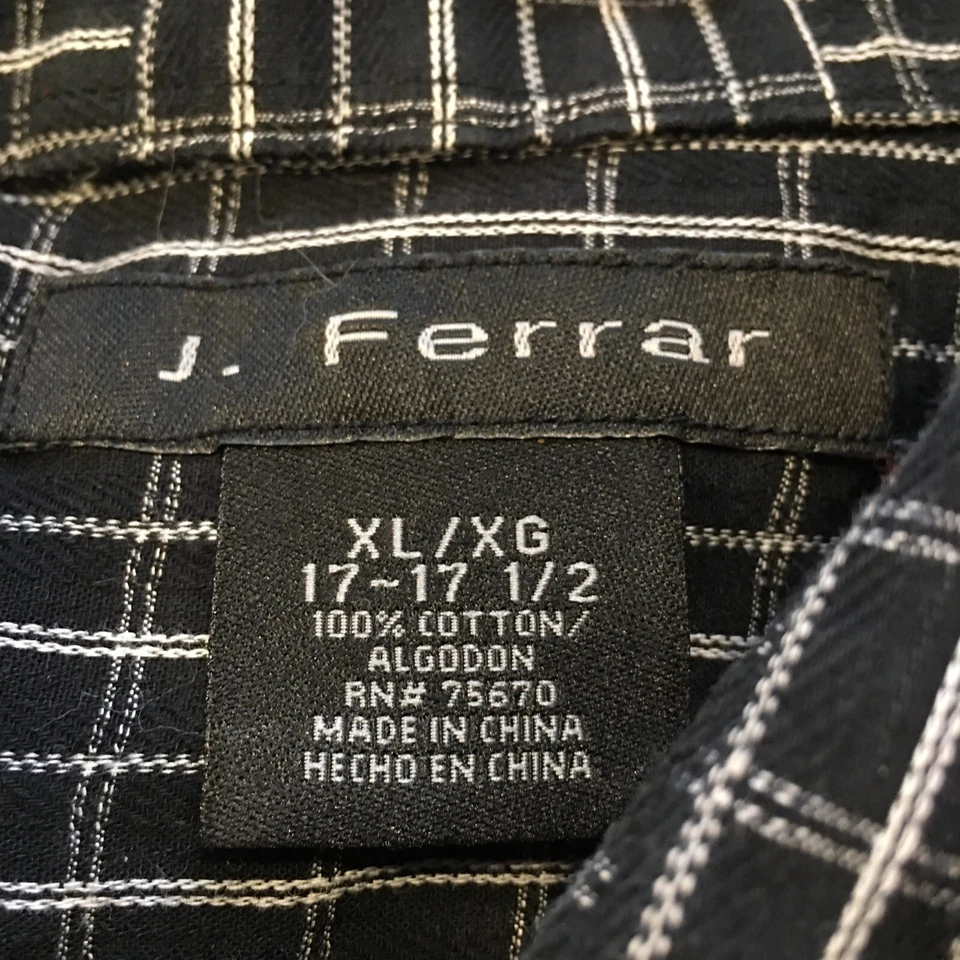 J. Ferrar
XL/XG
17~17 1/2
100% COTTON/
ALGODON
RN# 75670
MADE IN CHINA
HECHO EN CHINA